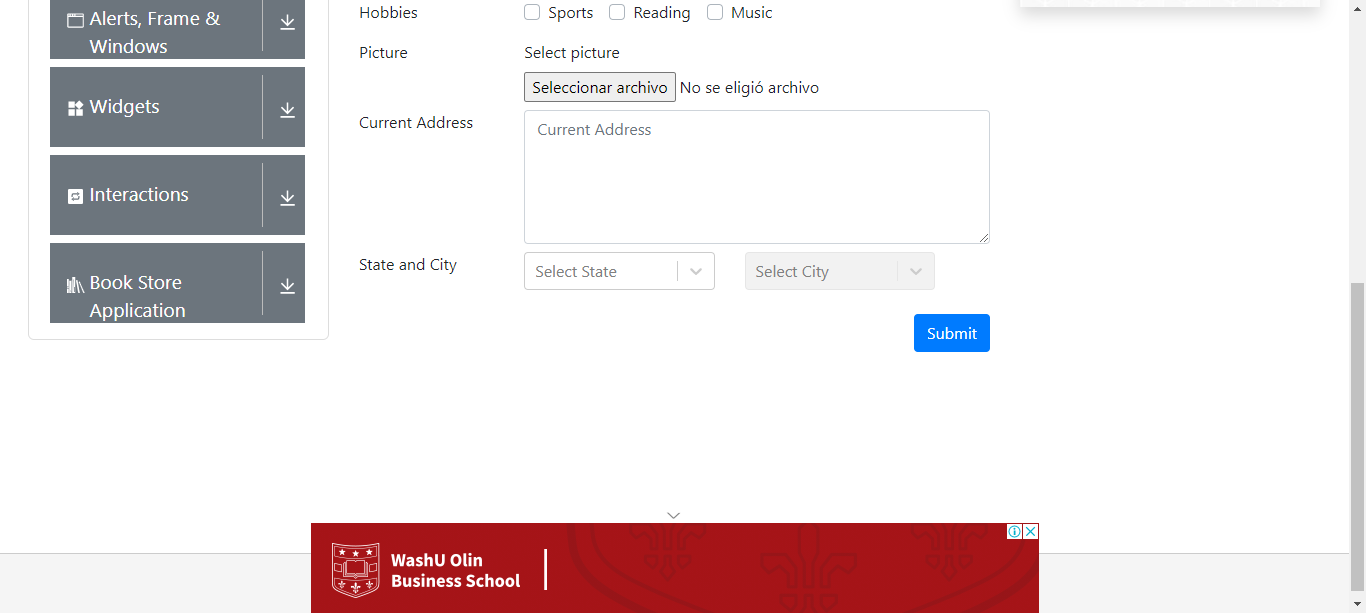 Alerts, Frame &
Windows
Widgets
Interactions
Book Store
Application
Hobbies
Sports
Reading
Music
Picture
Select picture
Seleccionar archivo No se eligió archivo
Current Address
Current Address
State and City
Select State
Select City
Submit
WashU Olin
Business School